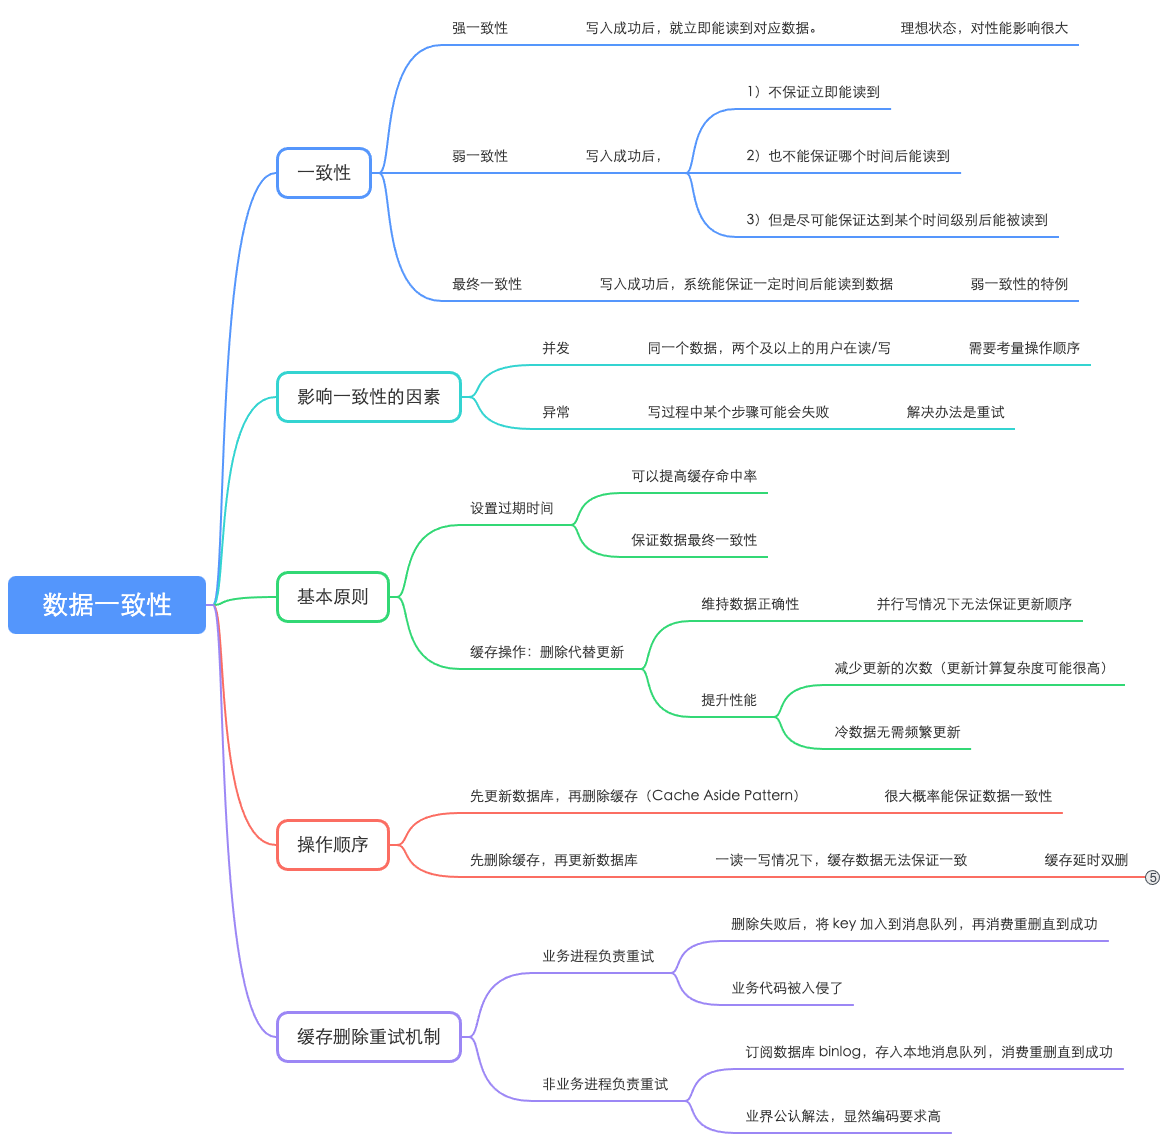 数据一致性
一致性
强一致性
写入成功后，就立即能读到对应数据。
理想状态，对性能影响很大
弱一致性
写入成功后，
1）不保证立即能读到
2）也不能保证哪个时间后能读到
3）但是尽可能保证达到某个时间级别后能被读到
最终一致性
写入成功后，系统能保证一定时间后能读到数据
弱一致性的特例
影响一致性的因素
并发
同一个数据，两个及以上的用户在读/写
需要考量操作顺序
异常
写过程中某个步骤可能会失败
解决办法是重试
基本原则
设置过期时间
可以提高缓存命中率
保证数据最终一致性
缓存操作：删除代替更新
维持数据正确性
并行写情况下无法保证更新顺序
提升性能
减少更新的次数（更新计算复杂度可能很高）
冷数据无需频繁更新
操作顺序
先更新数据库，再删除缓存（Cache Aside Pattern）
很大概率能保证数据一致性
先删除缓存，再更新数据库
一读一写情况下，缓存数据无法保证一致
缓存延时双删
⑤
缓存删除重试机制
业务进程负责重试
删除失败后，将 key 加入到消息队列，再消费重删直到成功
业务代码被入侵了
非业务进程负责重试
订阅数据库 binlog，存入本地消息队列，消费重删直到成功
业界公认解法，显然编码要求高